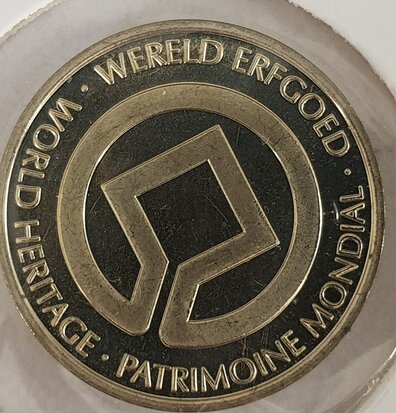 · WERELD ERFGOED · PATRIMOINE MONDIAL · WORLD HERITAGE